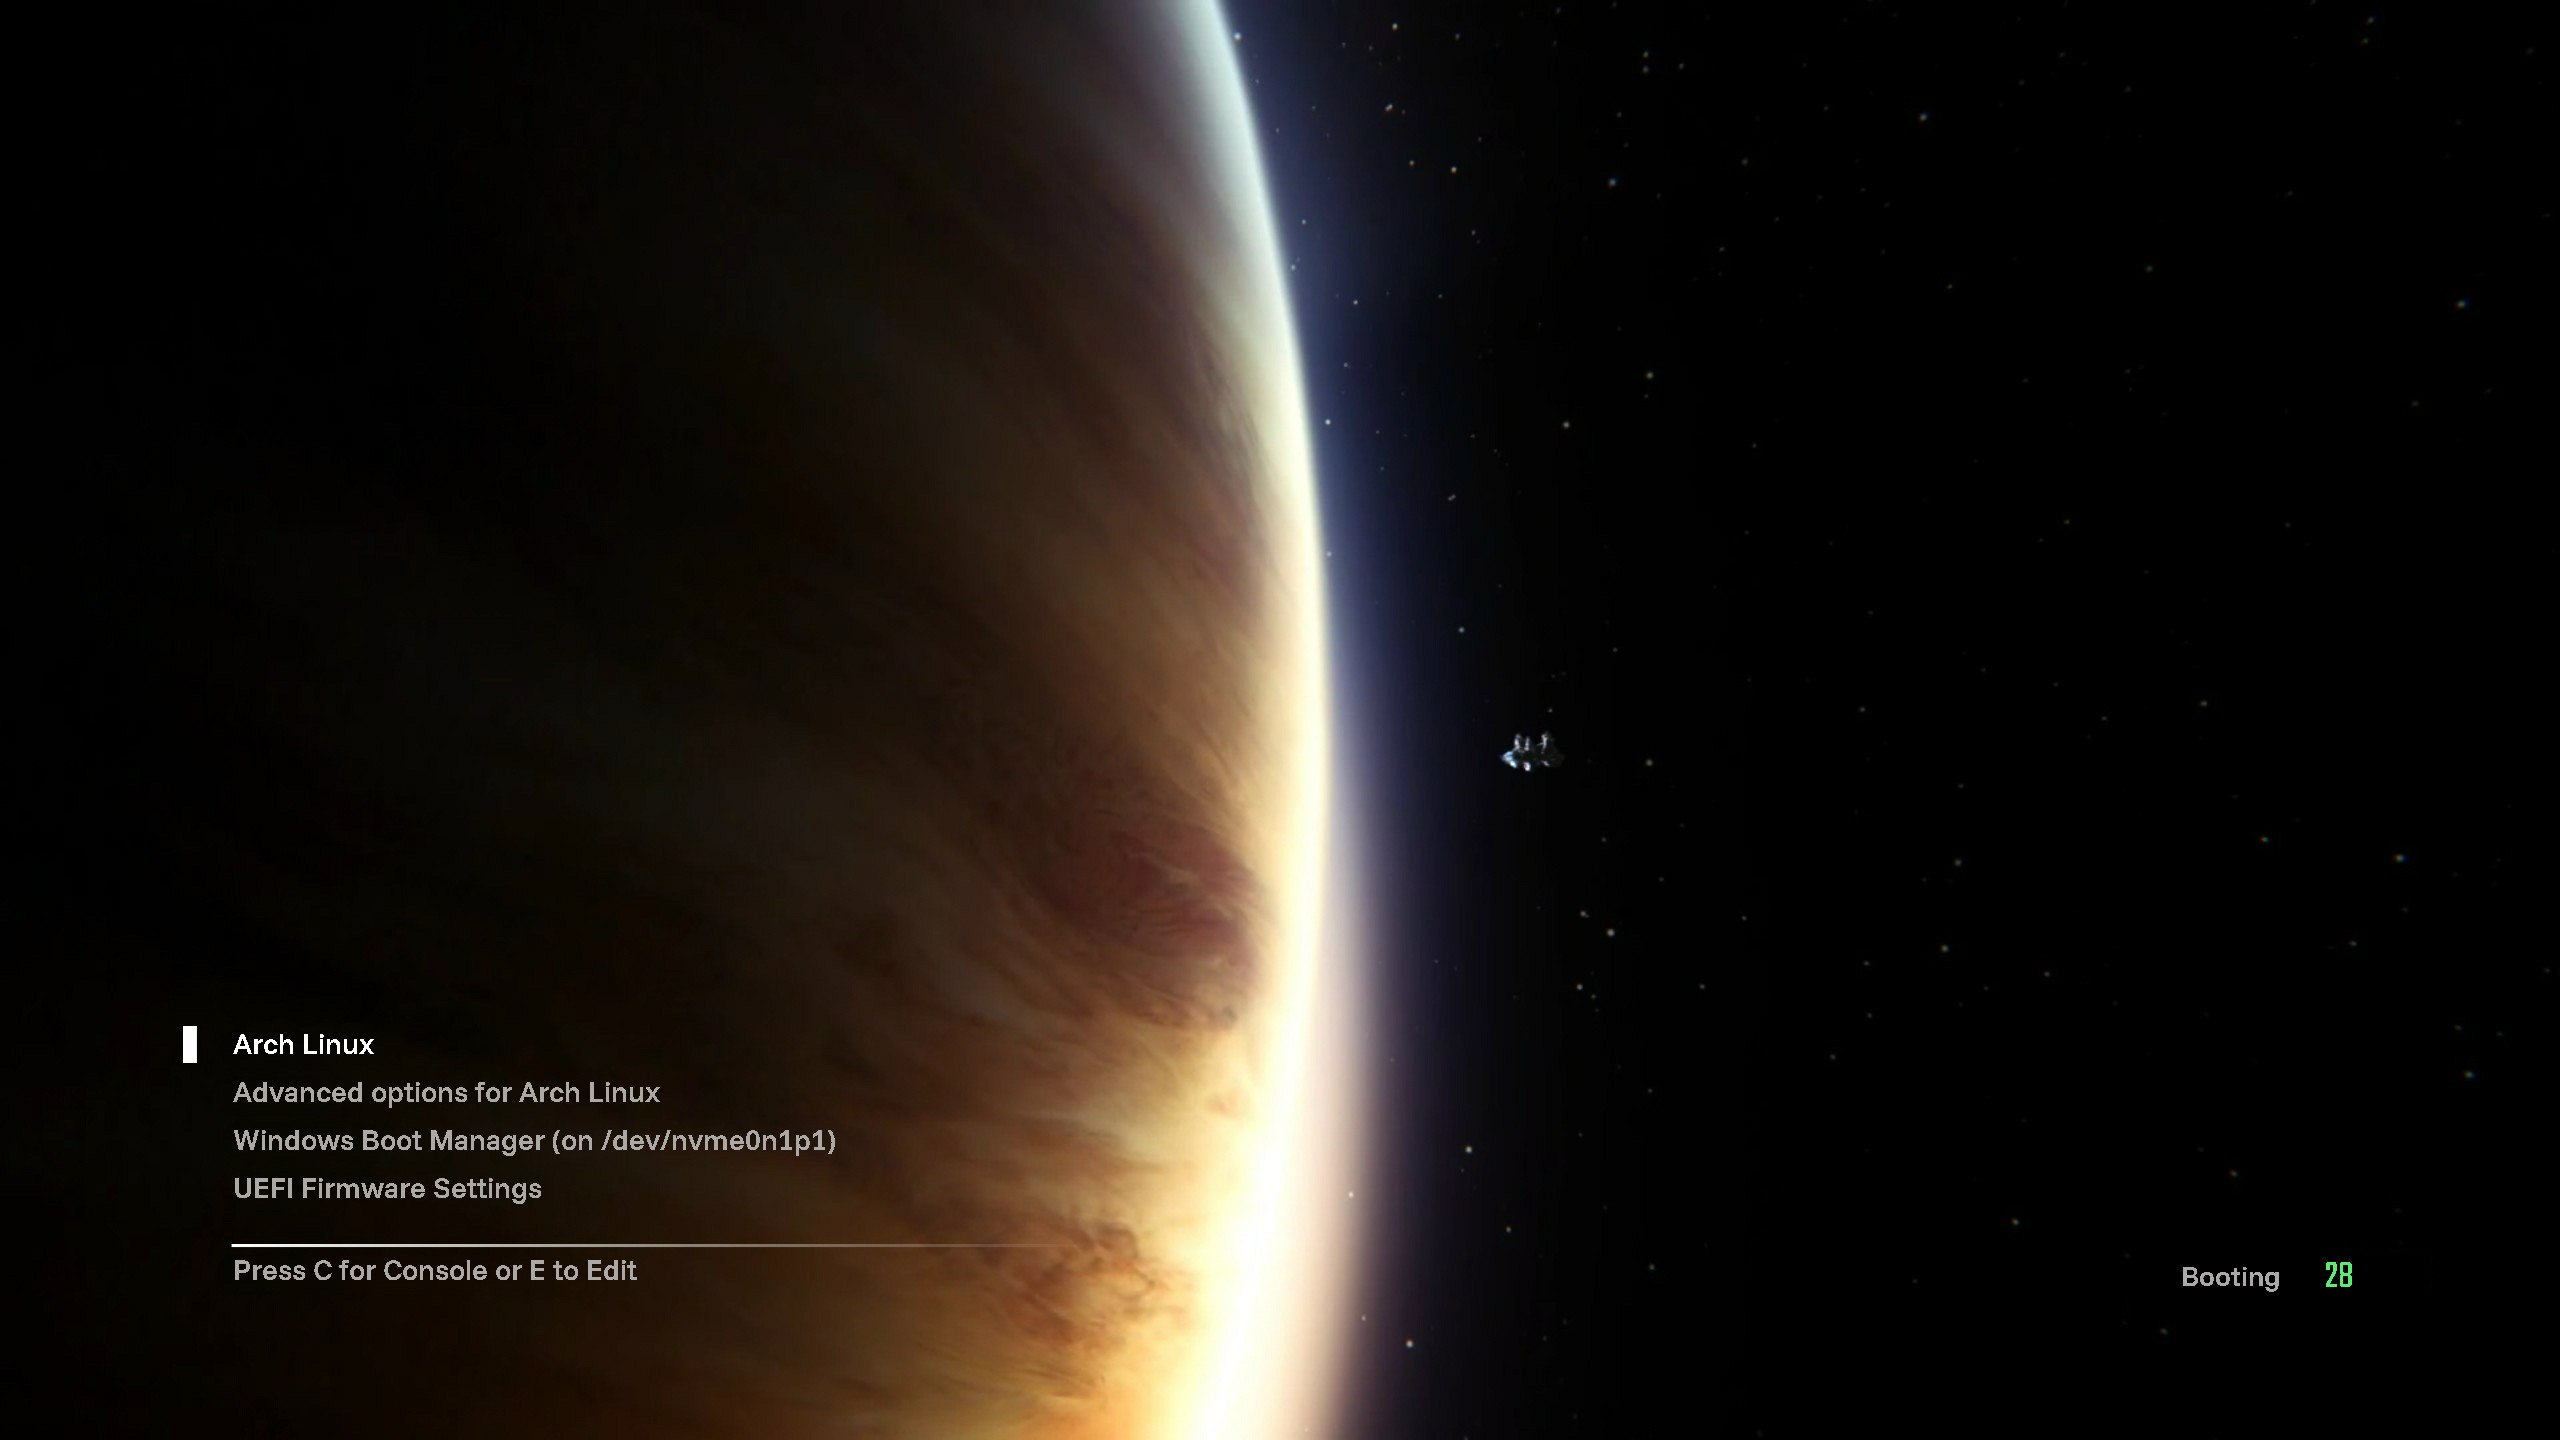 Arch Linux
Advanced options for Arch Linux
Windows Boot Manager (on /dev/nvme0n1p1)
UEFI Firmware Settings
Press C for Console or E to Edit
Booting 28